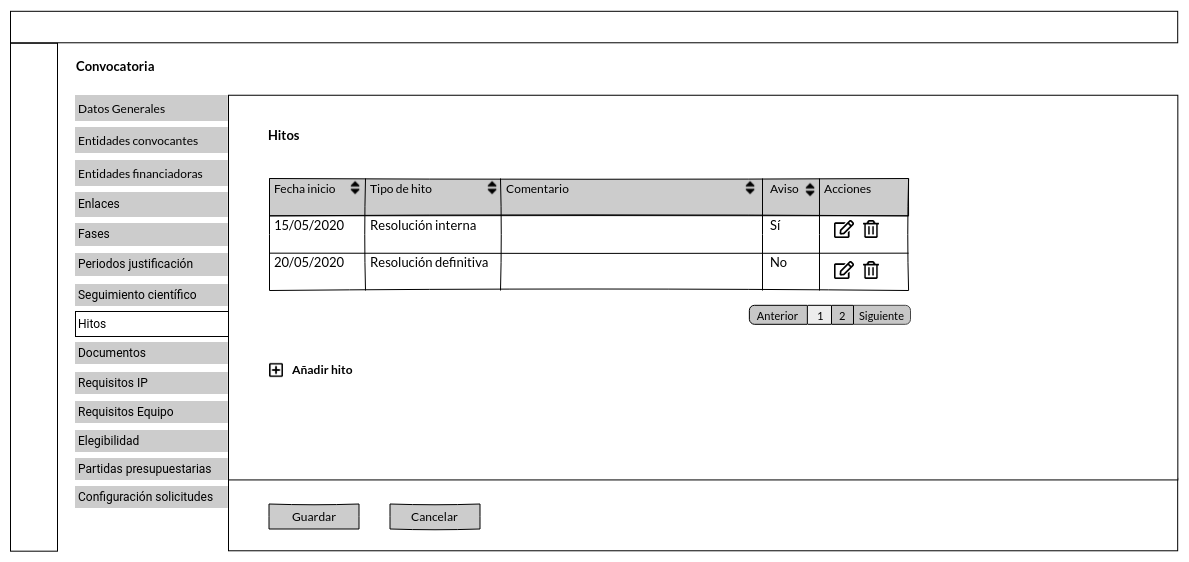 Convocatoria
Datos Generales
Entidades convocantes
Entidades financiadoras
Enlaces
Fases
Periodos justificación
Seguimiento científico
Hitos
Documentos
Requisitos IP
Requisitos Equipo
Elegibilidad
Partidas presupuestarias
Configuración solicitudes
Hitos
Fecha inicio Tipo de hito Comentario Aviso Acciones
15/05/2020 Resolución interna Sí
20/05/2020 Resolución definitiva No
Anterior 1 2 Siguiente
Añadir hito
Guardar Cancelar